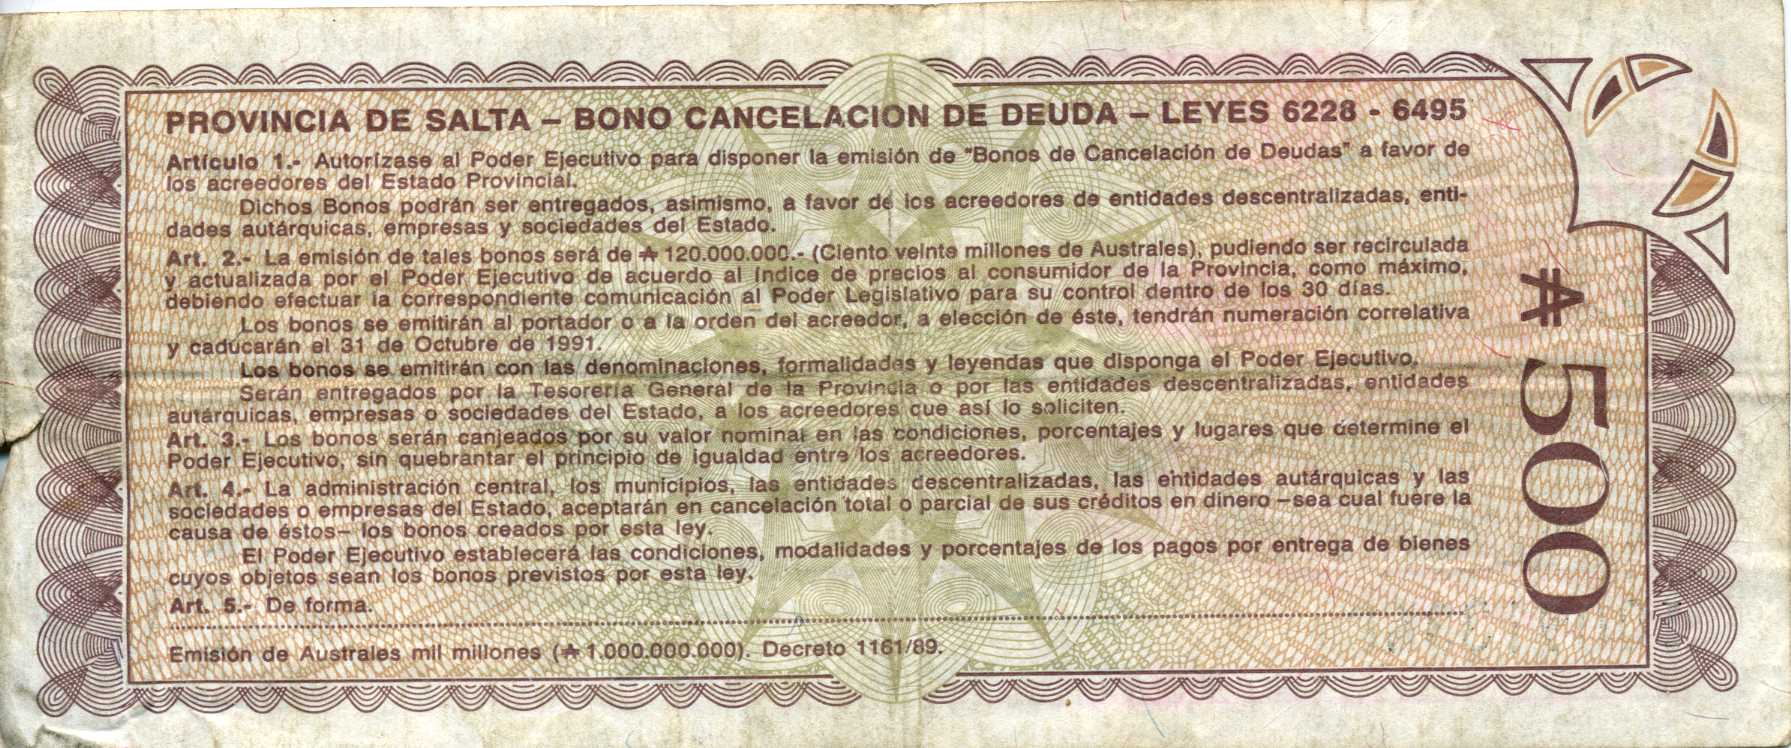 PROVINCIA DE SALTA – BONO CANCELACION DE DEUDA – LEYES 6228 - 6495
Artículo 1.- Autorízase al Poder Ejecutivo para disponer la emisión de "Bonos de Cancelación de Deudas" a favor de
los acreedores del Estado Provincial.
Dichos Bonos podrán ser entregados, asimismo, a favor de los acreedores de entidades descentralizadas, enti-
dades autárquicas, empresas y sociedades del Estado.
Art. 2.- La emisión de tales bonos será de ₳ 120.000.000.- (Ciento veinte millones de Australes), pudiendo ser recirculada
y actualizada por el Poder Ejecutivo de acuerdo al índice de precios al consumidor de la Provincia, como máximo,
debiendo efectuar la correspondiente comunicación al Poder Legislativo para su control dentro de los 30 días.
Los bonos se emitirán al portador o a la orden del acreedor, a elección de éste, tendrán numeración correlativa
y caducarán el 31 de Octubre de 1991.
Los bonos se emitirán con las denominaciones, formalidades y leyendas que disponga el Poder Ejecutivo.
Serán entregados por la Tesorería General de la Provincia o por las entidades descentralizadas, entidades
autárquicas, empresas o sociedades del Estado, a los acreedores que así lo soliciten.
Art. 3.- Los bonos serán canjeados por su valor nominal en las condiciones, porcentajes y lugares que determine el
Poder Ejecutivo, sin quebrantar el principio de igualdad entre los acreedores.
Art. 4.- La administración central, los municipios, las entidades descentralizadas, las entidades autárquicas y las
sociedades o empresas del Estado, aceptarán en cancelación total o parcial de sus créditos en dinero –sea cual fuere la
causa de éstos– los bonos creados por esta ley.
El Poder Ejecutivo establecerá las condiciones, modalidades y porcentajes de los pagos por entrega de bienes
cuyos objetos sean los bonos previstos por esta ley.
Art. 5.- De forma.
Emisión de Australes mil millones (₳ 1.000.000.000). Decreto 1161/89.
₳ 500